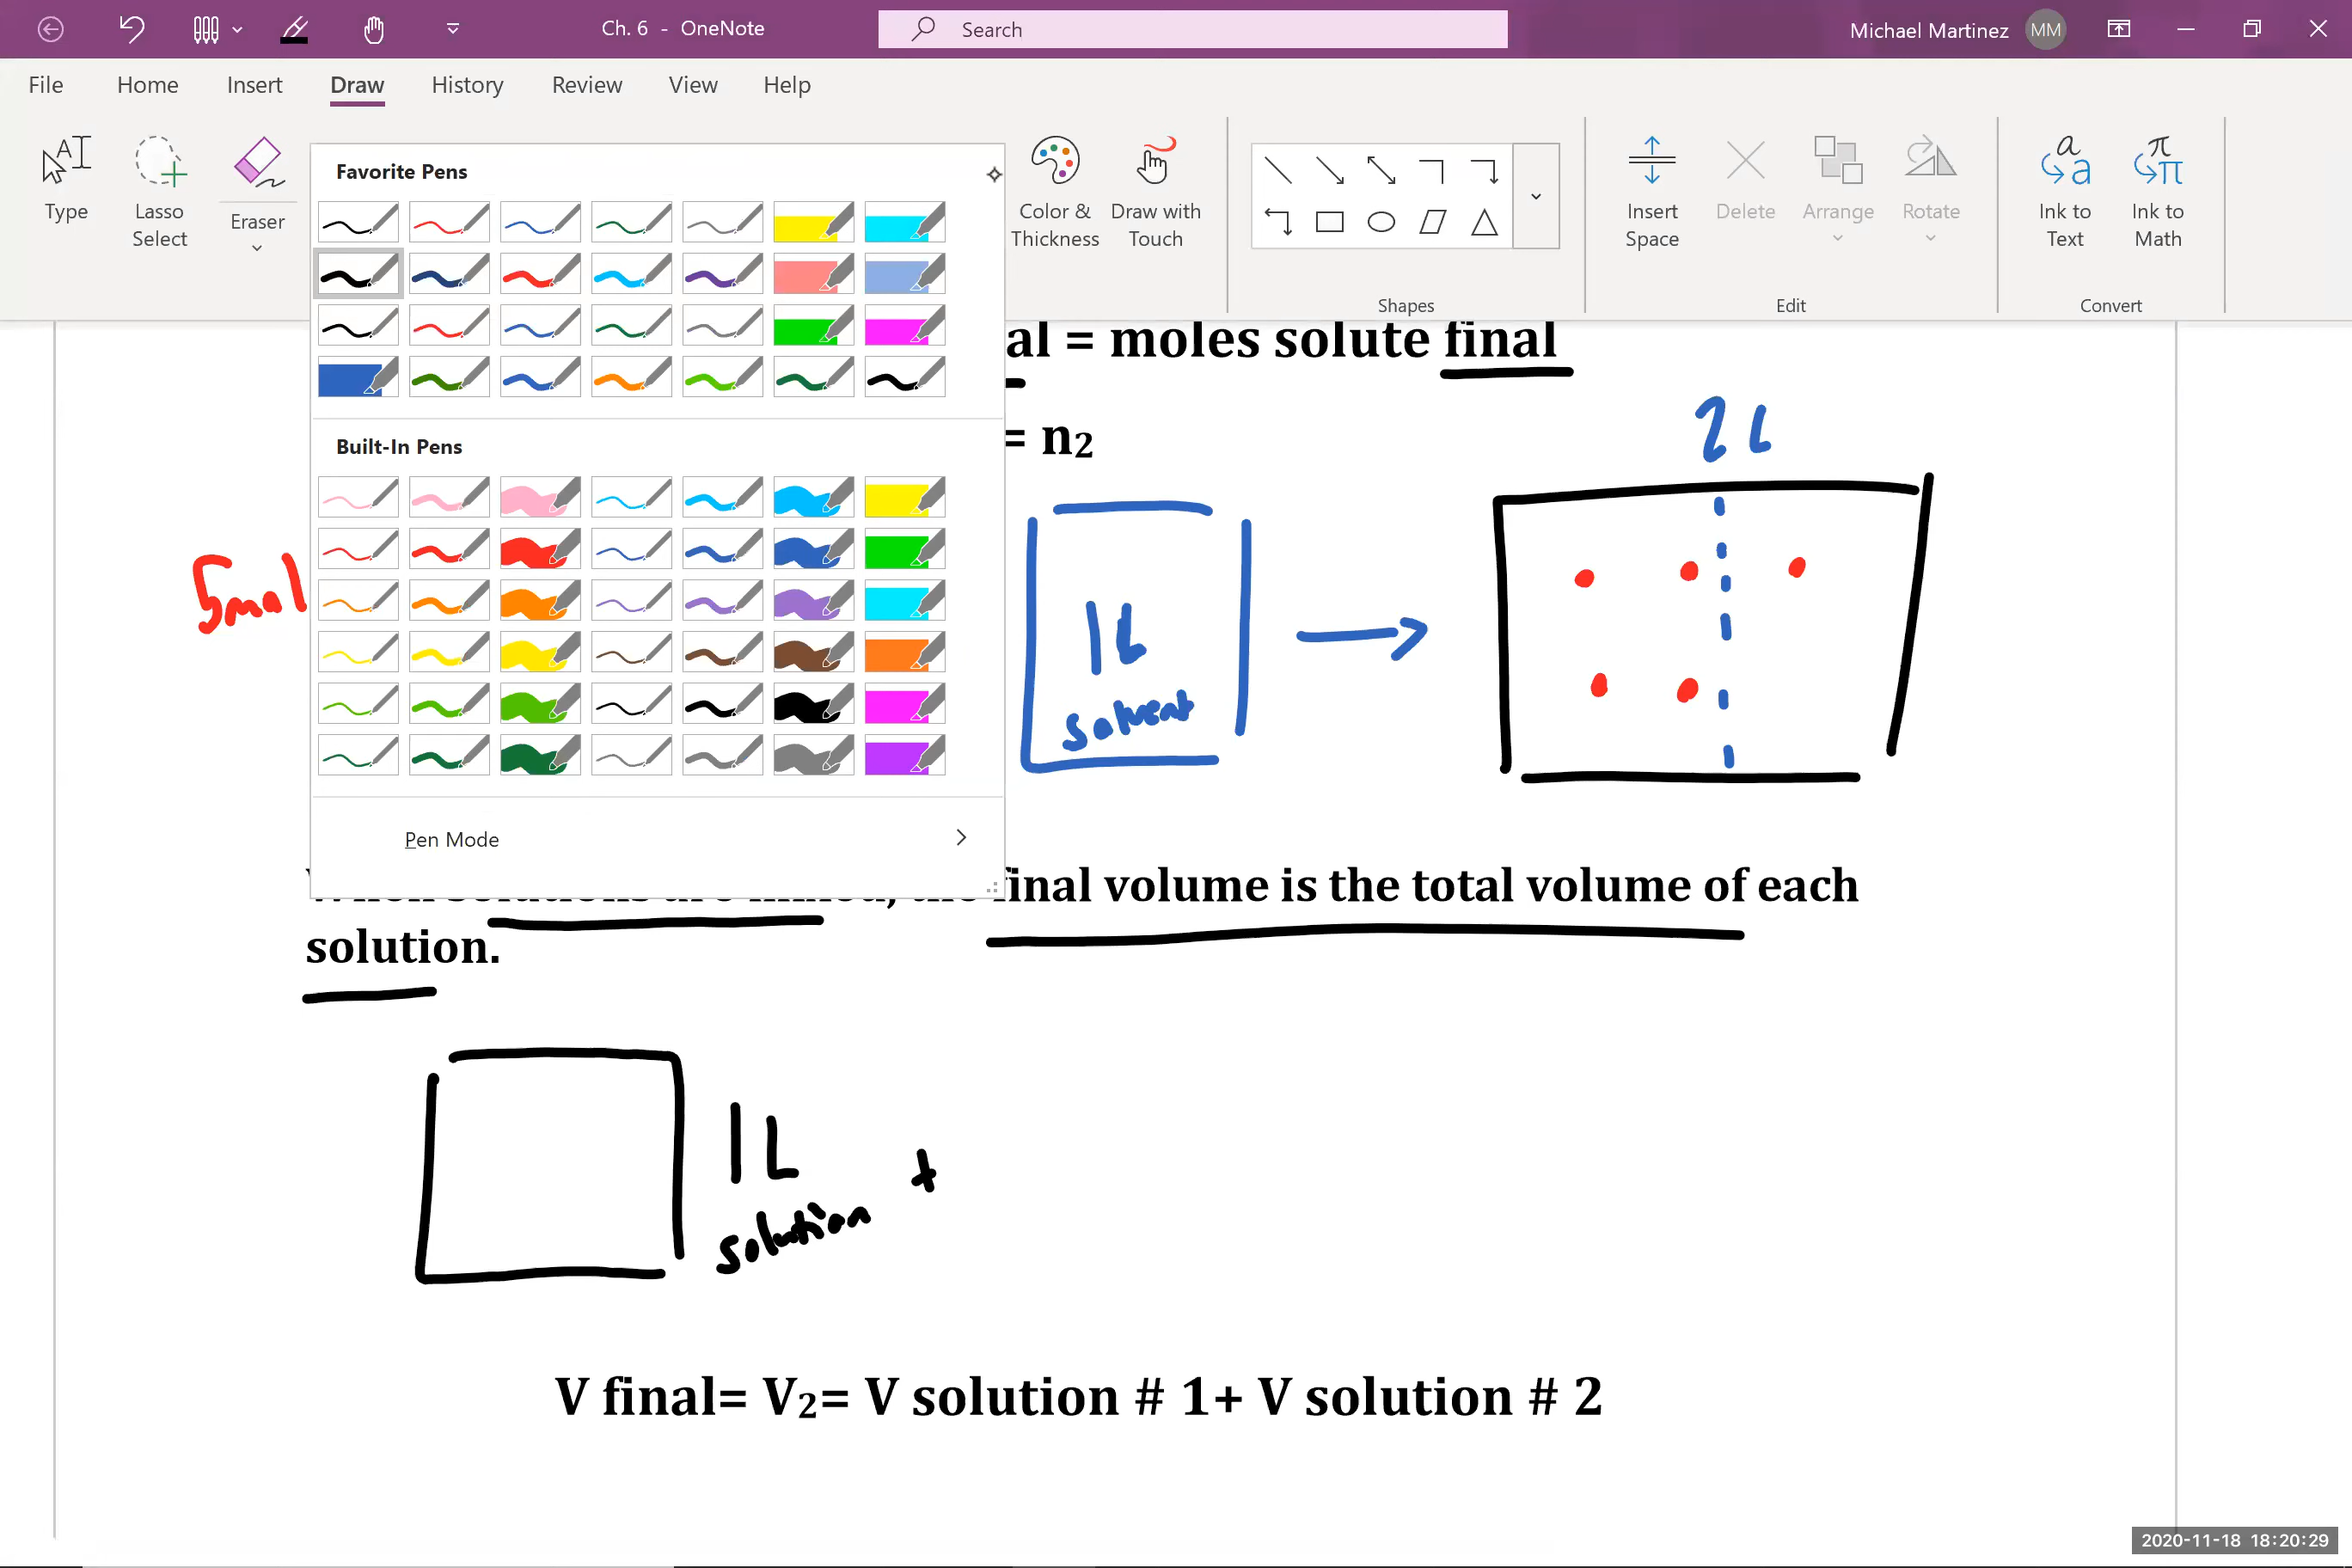 Ch. 6 - OneNote
Search
Michael Martinez MM
File Home Insert Draw History Review View Help
Type
Lasso Select
Eraser
Favorite Pens
Built-In Pens
Pen Mode
Color & Thickness
Draw with Touch
Shapes
Insert Space
Delete
Arrange
Rotate
Edit
Ink to Text
Ink to Math
Convert
al = moles solute final
= n₂
2L
5mol
1L
solvent
final volume is the total volume of each
solution.
1L
solution +
V final= V₂= V solution # 1+ V solution # 2
2020-11-18 18:20:29